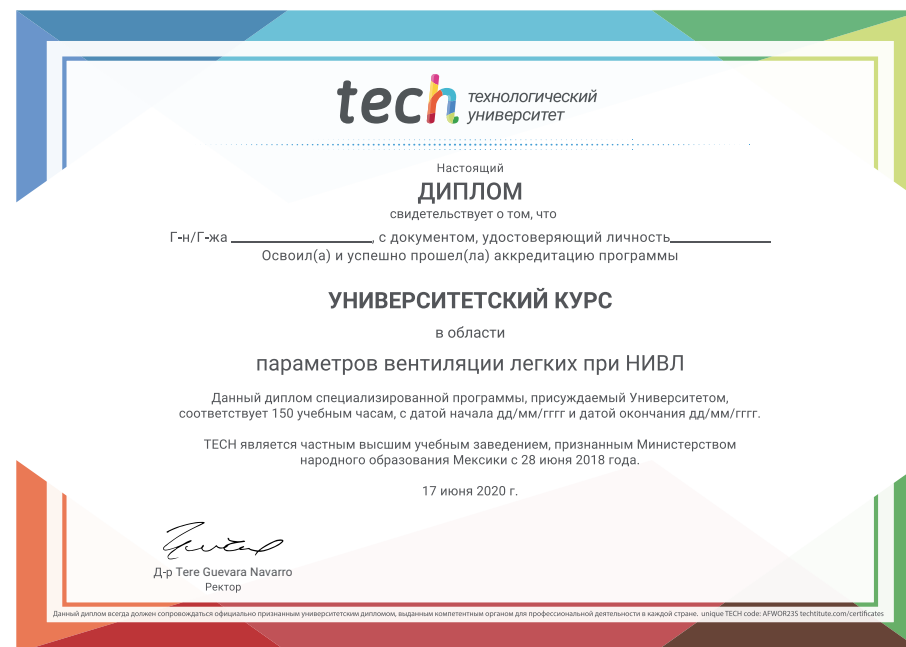 tech технологический
университет
Настоящий
ДИПЛОМ
свидетельствует о том, что
Г-н/Г-жа ____________________, с документом, удостоверяющий личность______________
Освоил(а) и успешно прошел(ла) аккредитацию программы
УНИВЕРСИТЕТСКИЙ КУРС
в области
параметров вентиляции легких при НИВЛ
Данный диплом специализированной программы, присуждаемый Университетом,
соответствует 150 учебным часам, с датой начала дд/мм/гггг и датой окончания дд/мм/гггг.
TECH является частным высшим учебным заведением, признанным Министерством
народного образования Мексики с 28 июня 2018 года.
17 июня 2020 г.
Д-р Tere Guevara Navarro
Ректор
Данный диплом всегда должен сопровождаться официально признанным университетским дипломом, выданным компетентным органом для профессиональной деятельности в каждой стране. unique TECH code: AFWOR23S techtitute.com/certificates